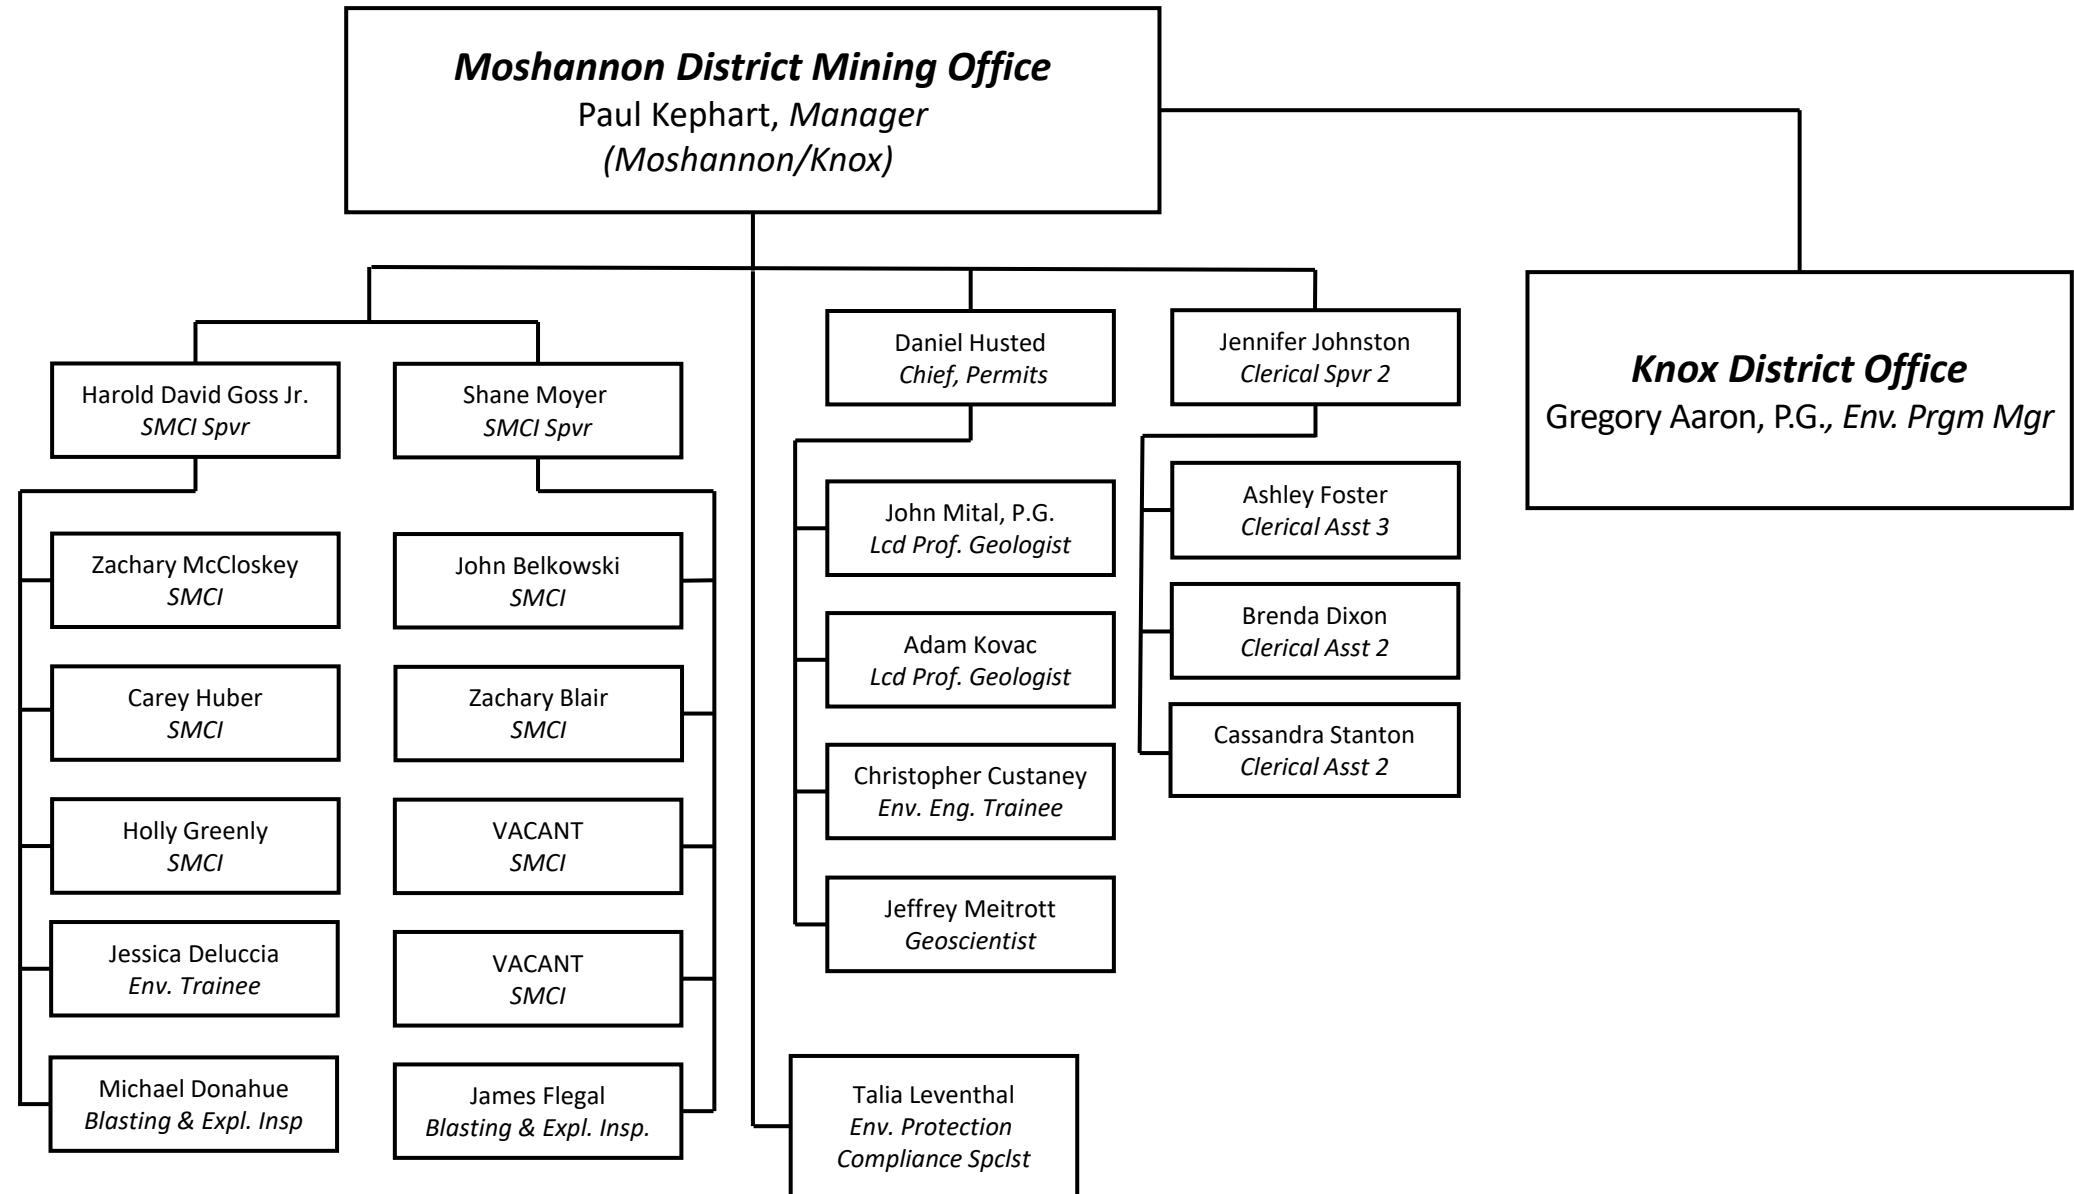 Moshannon District Mining Office
Paul Kephart, Manager
(Moshannon/Knox)
Knox District Office
Gregory Aaron, P.G., Env. Prgm Mgr
Harold David Goss Jr.
SMCI Spvr
Zachary McCloskey
SMCI
Carey Huber
SMCI
Holly Greenly
SMCI
Jessica Deluccia
Env. Trainee
Michael Donahue
Blasting & Expl. Insp
Shane Moyer
SMCI Spvr
John Belkowski
SMCI
Zachary Blair
SMCI
VACANT
SMCI
VACANT
SMCI
James Flegal
Blasting & Expl. Insp.
Daniel Husted
Chief, Permits
John Mital, P.G.
Lcd Prof. Geologist
Adam Kovac
Lcd Prof. Geologist
Christopher Custaney
Env. Eng. Trainee
Jeffrey Meitrott
Geoscientist
Talia Leventhal
Env. Protection
Compliance Spclst
Jennifer Johnston
Clerical Spvr 2
Ashley Foster
Clerical Asst 3
Brenda Dixon
Clerical Asst 2
Cassandra Stanton
Clerical Asst 2